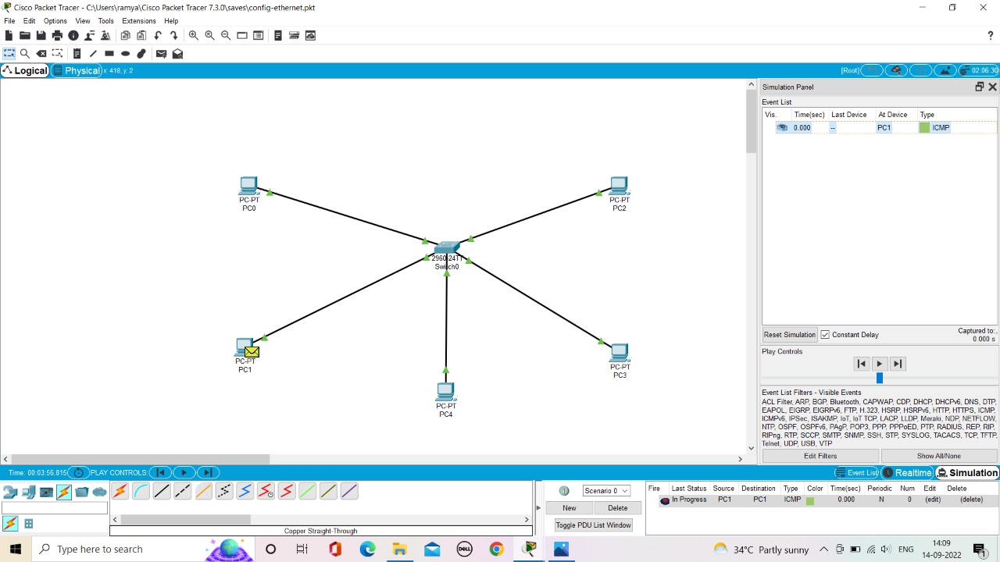 Cisco Packet Tracer - C:\Users\ramya\Cisco Packet Tracer 7.3.0\saves\config-ethernet.pkt
File Edit Options View Tools Extensions Help
?
Logical Physical x: 418, y: 2 [Root] 02:06:30
Simulation Panel
Event List
Vis. Time(sec) Last Device At Device Type
0.000 -- PC1 ICMP
PC-PT
PC0
PC-PT
PC2
2960-24TT
Switch0
PC-PT
PC1
PC-PT
PC3
PC-PT
PC4
Reset Simulation Constant Delay Captured to:
0.000 s
Play Controls
Event List Filters - Visible Events
ACL Filter, ARP, BGP, Bluetooth, CAPWAP, CDP, DHCP, DHCPv6, DNS, DTP,
EAPOL, EIGRP, EIGRPv6, FTP, H.323, HSRP, HSRPv6, HTTP, HTTPS, ICMP,
ICMPv6, IPSec, ISAKMP, IoT, IoT TCP, LACP, LLDP, Meraki, NDP, NETFLOW,
NTP, OSPF, OSPFv6, PAgP, POP3, PPP, PPPoED, PTP, RADIUS, REP, RIP,
RIPng, RTP, SCCP, SMTP, SNMP, SSH, STP, SYSLOG, TACACS, TCP, TFTP,
Telnet, UDP, USB, VTP
Edit Filters Show All/None
Time: 00:03:56.815 PLAY CONTROLS: Event List Realtime Simulation
Scenario 0
New Delete
Toggle PDU List Window
Fire Last Status Source Destination Type Color Time(sec) Periodic Num Edit Delete
In Progress PC1 PC1 ICMP 0.000 N 0 (edit) (delete)
Copper Straight-Through
Type here to search
DELL
34°C Partly sunny ENG
14:09
14-09-2022
1